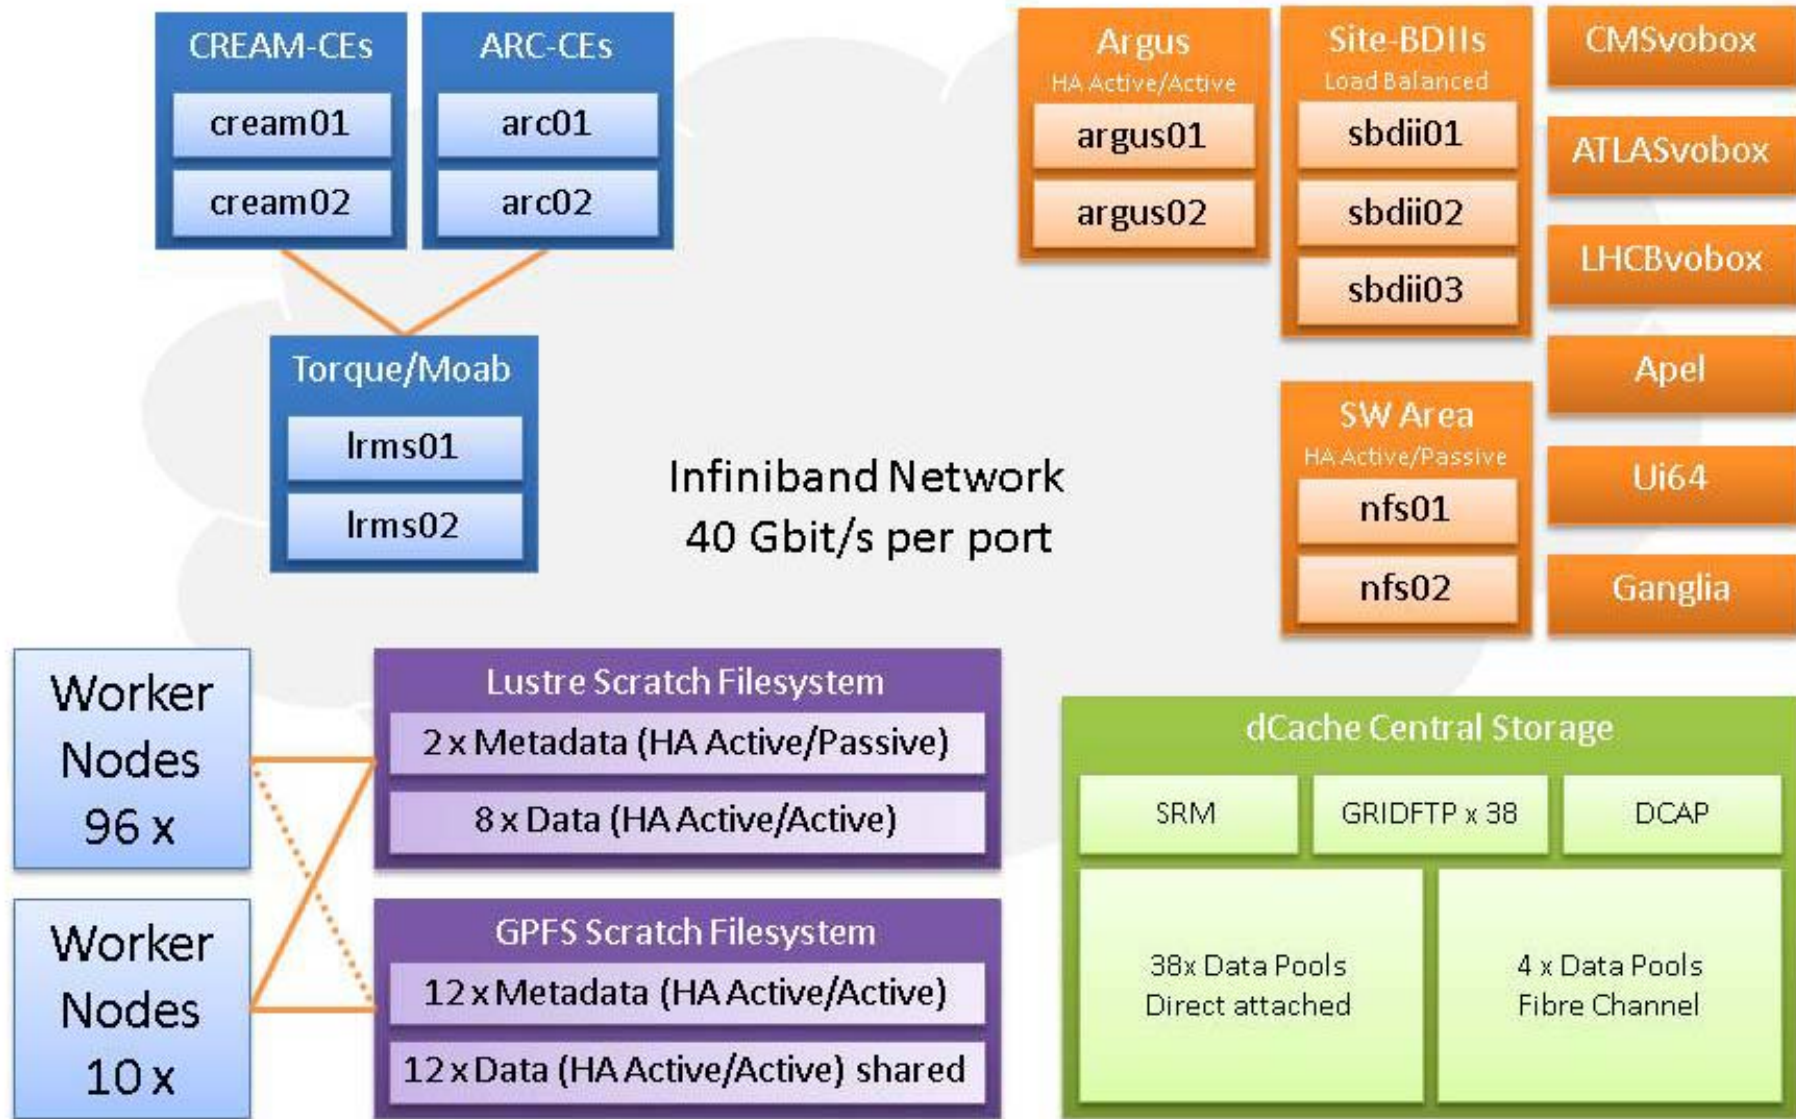 CREAM-CEs
cream01
cream02
ARC-CEs
arc01
arc02
Torque/Moab
lrms01
lrms02
Argus
HA Active/Active
argus01
argus02
Site-BDIIs
Load Balanced
sbdii01
sbdii02
sbdii03
SW Area
HA Active/Passive
nfs01
nfs02
CMSvobox
ATLASvobox
LHCBvobox
Apel
Ui64
Ganglia
Infiniband Network
40 Gbit/s per port
Worker
Nodes
96 x
Worker
Nodes
10 x
Lustre Scratch Filesystem
2 x Metadata (HA Active/Passive)
8 x Data (HA Active/Active)
GPFS Scratch Filesystem
12 x Metadata (HA Active/Active)
12 x Data (HA Active/Active) shared
dCache Central Storage
SRM
GRIDFTP x 38
DCAP
38x Data Pools
Direct attached
4 x Data Pools
Fibre Channel